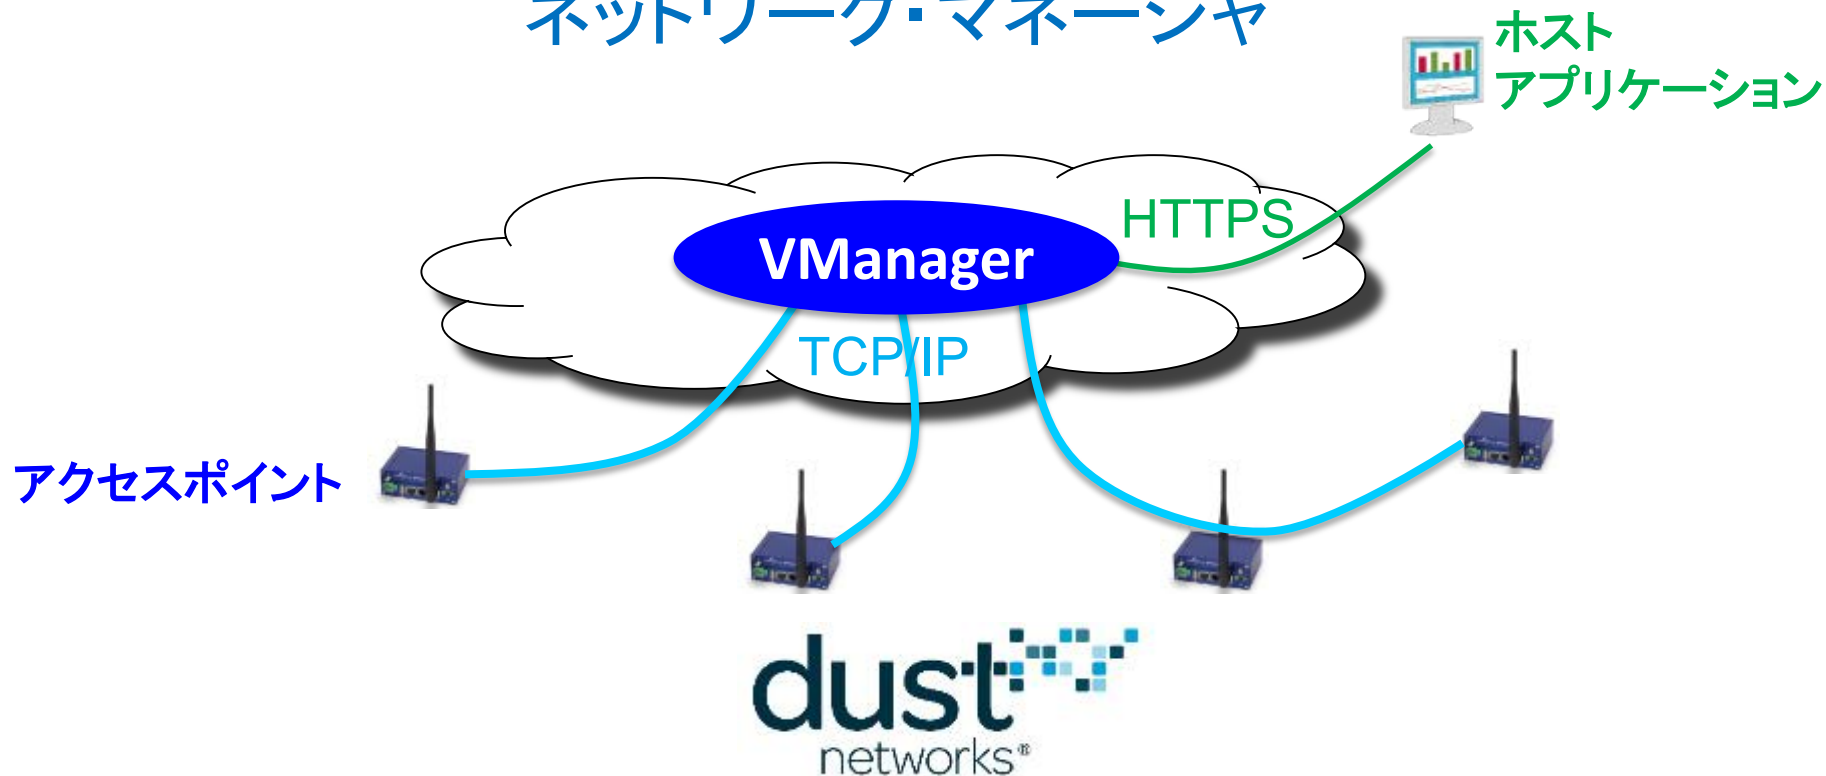 ネットワーク・マネージャ
ホスト
アプリケーション
HTTPS
VManager
TCP/IP
アクセスポイント
dust
networks®